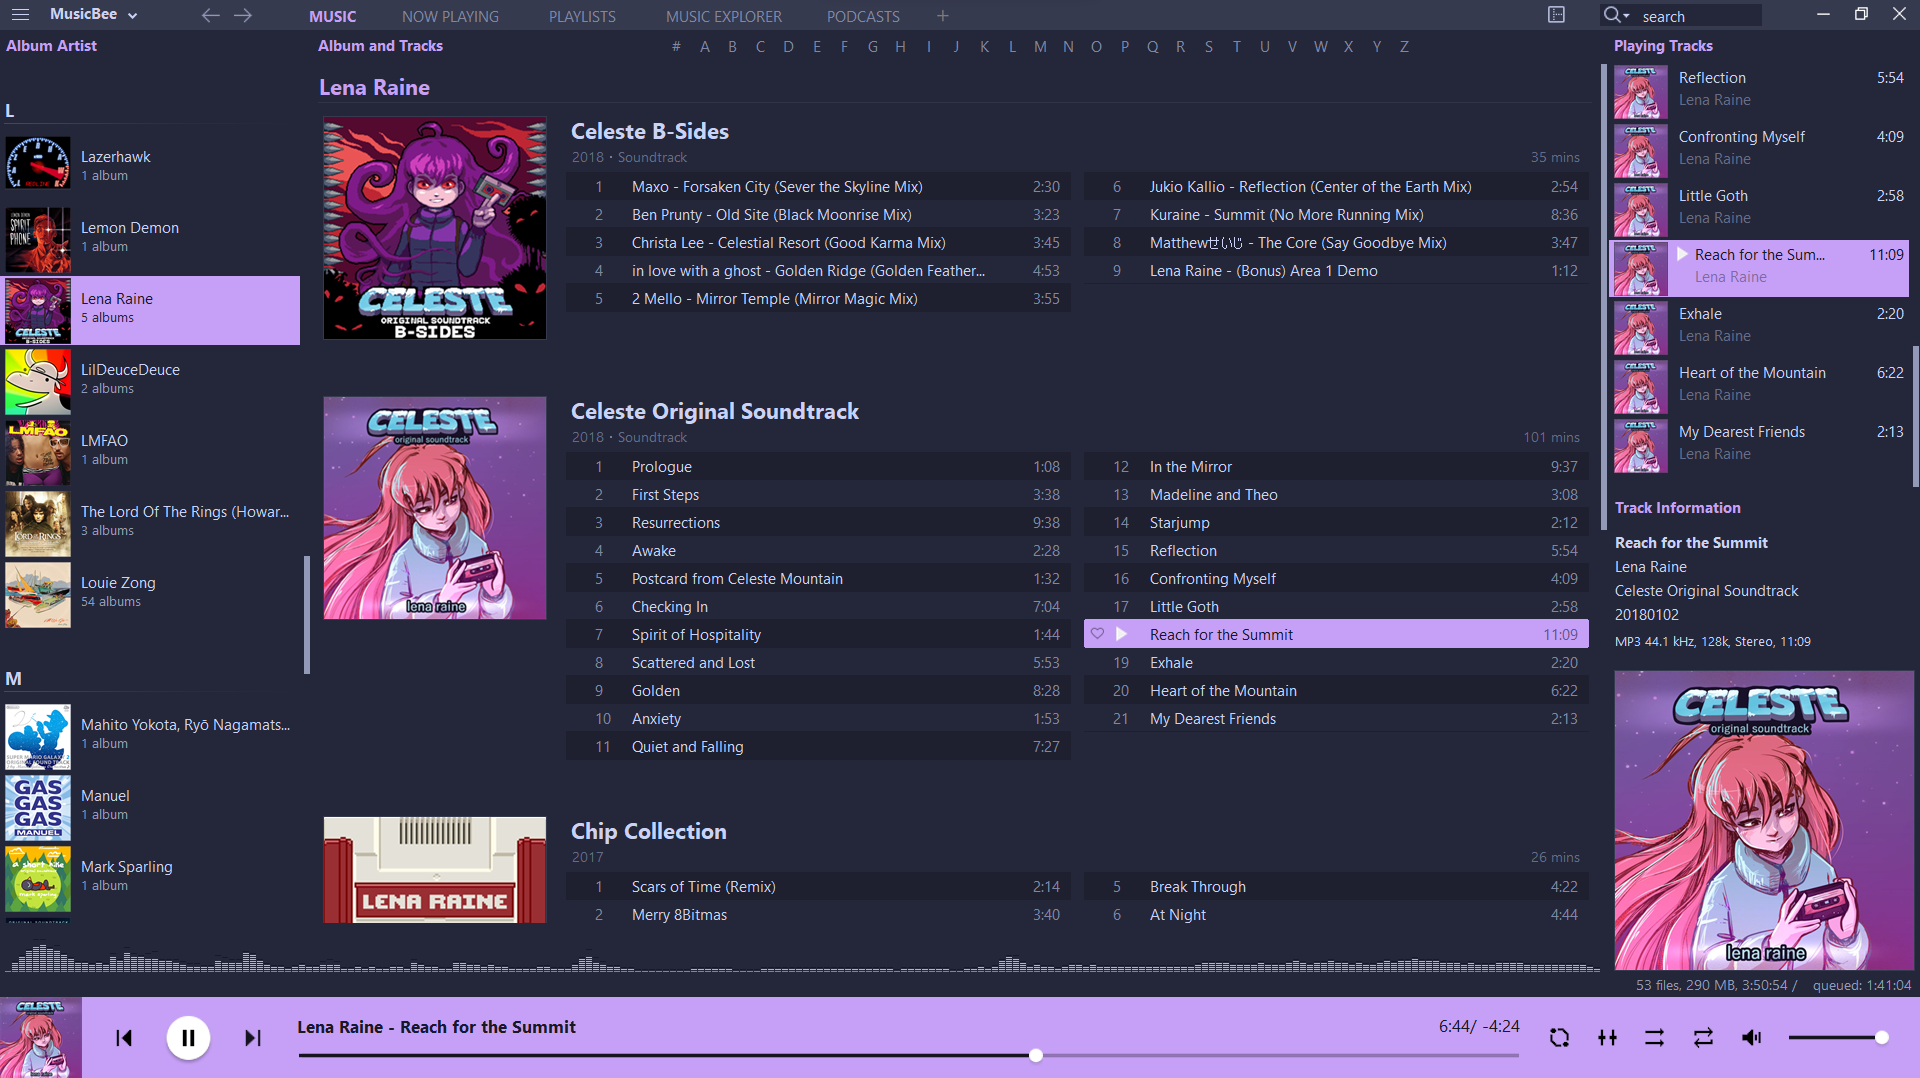 MusicBee
MUSIC
NOW PLAYING
PLAYLISTS
MUSIC EXPLORER
PODCASTS
search
Album Artist
L
Lazerhawk
1 album
Lemon Demon
1 album
Lena Raine
5 albums
LilDeuceDeuce
2 albums
LMFAO
1 album
The Lord Of The Rings (Howar...
3 albums
Louie Zong
54 albums
M
Mahito Yokota, Ryō Nagamats...
1 album
Manuel
1 album
Mark Sparling
1 album
Album and Tracks
# A B C D E F G H I J K L M N O P Q R S T U V W X Y Z
Lena Raine
CELESTE
ORIGINAL SOUNDTRACK
B-SIDES
Celeste B-Sides
2018 • Soundtrack 35 mins
1 Maxo - Forsaken City (Sever the Skyline Mix) 2:30
2 Ben Prunty - Old Site (Black Moonrise Mix) 3:23
3 Christa Lee - Celestial Resort (Good Karma Mix) 3:45
4 in love with a ghost - Golden Ridge (Golden Feather... 4:53
5 2 Mello - Mirror Temple (Mirror Magic Mix) 3:55
6 Jukio Kallio - Reflection (Center of the Earth Mix) 2:54
7 Kuraine - Summit (No More Running Mix) 8:36
8 Matthewせいじ - The Core (Say Goodbye Mix) 3:47
9 Lena Raine - (Bonus) Area 1 Demo 1:12
CELESTE
original soundtrack
lena raine
Celeste Original Soundtrack
2018 • Soundtrack 101 mins
1 Prologue 1:08
2 First Steps 3:38
3 Resurrections 9:38
4 Awake 2:28
5 Postcard from Celeste Mountain 1:32
6 Checking In 7:04
7 Spirit of Hospitality 1:44
8 Scattered and Lost 5:53
9 Golden 8:28
10 Anxiety 1:53
11 Quiet and Falling 7:27
12 In the Mirror 9:37
13 Madeline and Theo 3:08
14 Starjump 2:12
15 Reflection 5:54
16 Confronting Myself 4:09
17 Little Goth 2:58
Reach for the Summit 11:09
19 Exhale 2:20
20 Heart of the Mountain 6:22
21 My Dearest Friends 2:13
LENA RAINE
Chip Collection
2017 26 mins
1 Scars of Time (Remix) 2:14
2 Merry 8Bitmas 3:40
5 Break Through 4:22
6 At Night 4:44
Playing Tracks
Reflection 5:54
Lena Raine
Confronting Myself 4:09
Lena Raine
Little Goth 2:58
Lena Raine
Reach for the Sum... 11:09
Lena Raine
Exhale 2:20
Lena Raine
Heart of the Mountain 6:22
Lena Raine
My Dearest Friends 2:13
Lena Raine
Track Information
Reach for the Summit
Lena Raine
Celeste Original Soundtrack
20180102
MP3 44.1 kHz, 128k, Stereo, 11:09
CELESTE
original soundtrack
lena raine
53 files, 290 MB, 3:50:54 / queued: 1:41:04
Lena Raine - Reach for the Summit
6:44/ -4:24